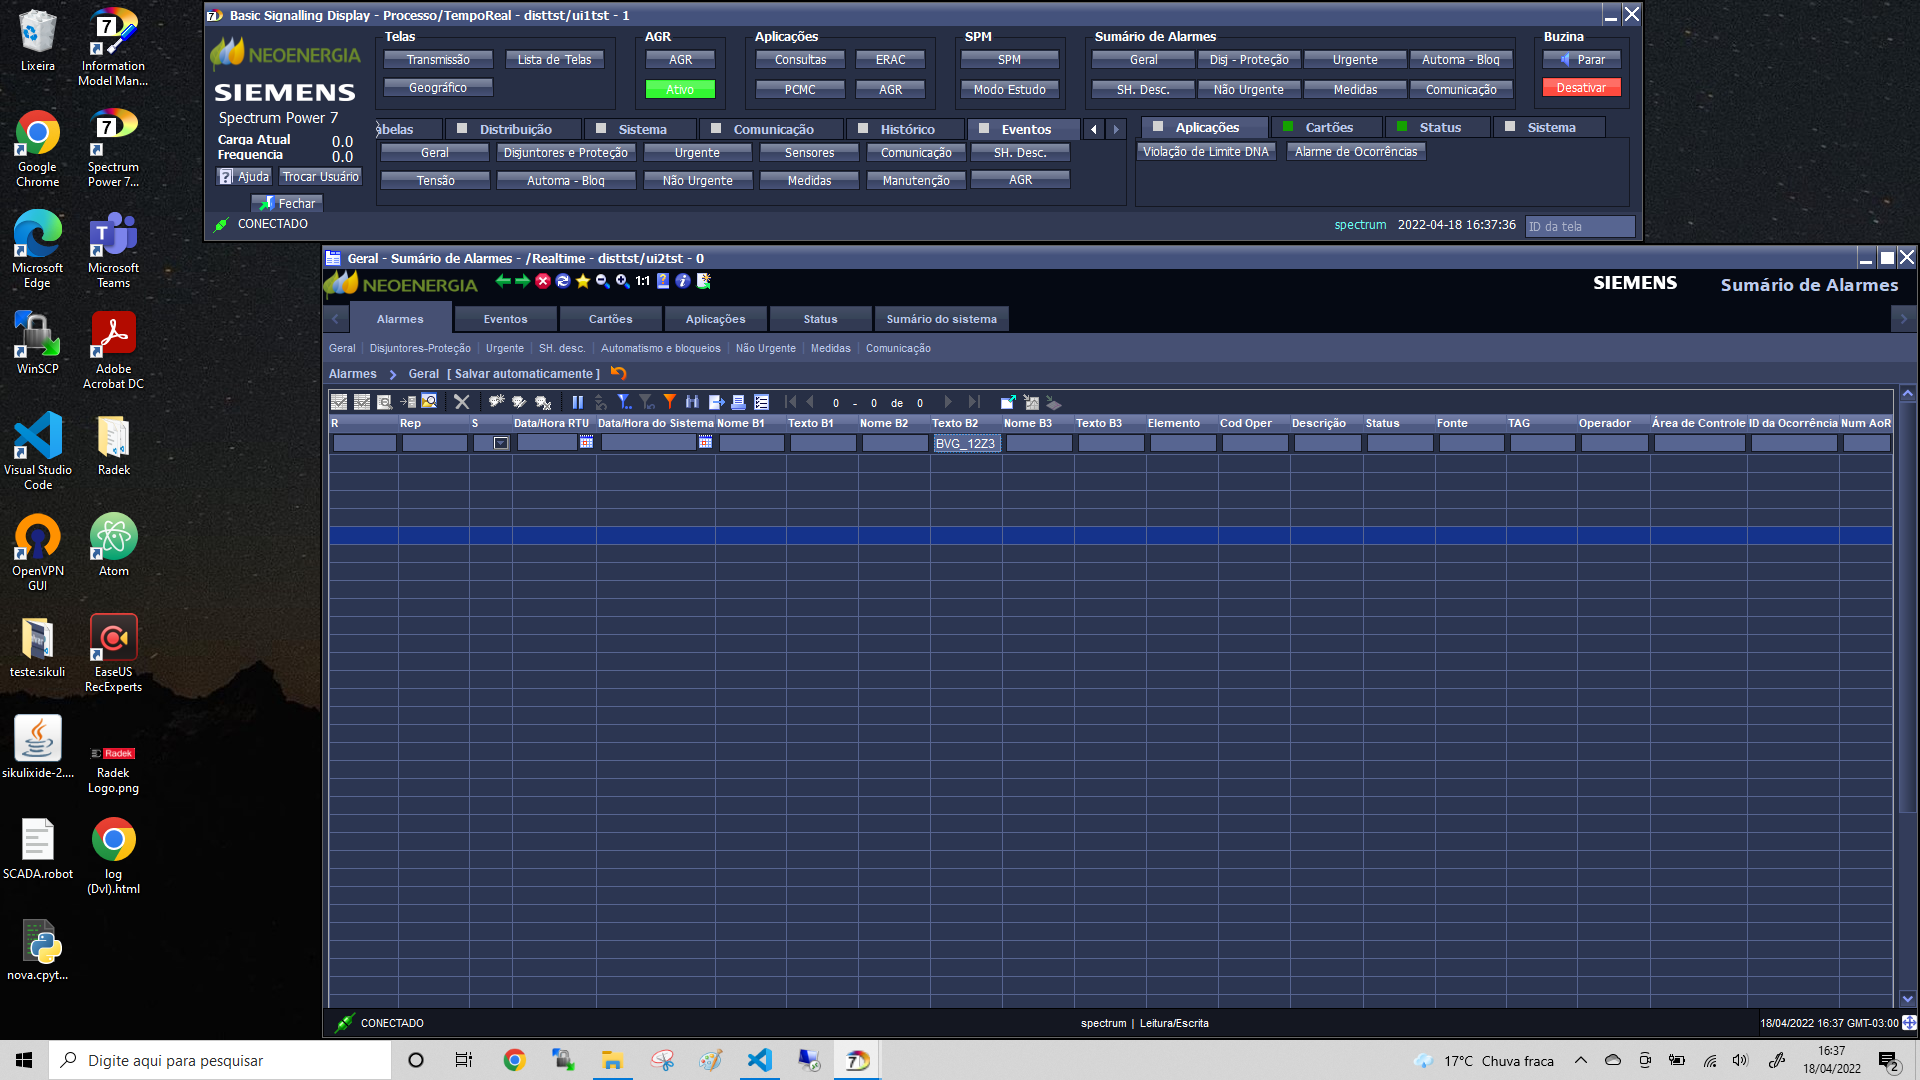 Lixeira
Information
Model Man...
Google
Chrome
Spectrum
Power 7...
Microsoft
Edge
Microsoft
Teams
WinSCP
Adobe
Acrobat DC
Visual Studio
Code
Radek
OpenVPN
GUI
Atom
teste.sikuli
EaseUS
RecExperts
sikulixide-2....
Radek
Radek
Logo.png
SCADA.robot
log
(Dvl).html
nova.cpyt...
Basic Signalling Display - Processo/TempoReal - disttst/ui1tst - 1
NEOENERGIA
SIEMENS
Spectrum Power 7
Carga Atual 0.0
Frequencia 0.0
Ajuda Trocar Usuário
Fechar
CONECTADO
Telas
Transmissão Lista de Telas
Geográfico
AGR
AGR
Ativo
Aplicações
Consultas ERAC
PCMC AGR
SPM
SPM
Modo Estudo
Sumário de Alarmes
Geral Disj - Proteção Urgente Automa - Bloq
SH. Desc. Não Urgente Medidas Comunicação
Buzina
Parar
Desativar
abelas Distribuição Sistema Comunicação Histórico Eventos
Geral Disjuntores e Proteção Urgente Sensores Comunicação SH. Desc.
Tensão Automa - Bloq Não Urgente Medidas Manutenção AGR
Aplicações Cartões Status Sistema
Violação de Limite DNA Alarme de Ocorrências
spectrum 2022-04-18 16:37:36 ID da tela
Geral - Sumário de Alarmes - /Realtime - disttst/ui2tst - 0
NEOENERGIA 1:1 SIEMENS Sumário de Alarmes
Alarmes Eventos Cartões Aplicações Status Sumário do sistema
Geral Disjuntores-Proteção Urgente SH. desc. Automatismo e bloqueios Não Urgente Medidas Comunicação
Alarmes Geral [ Salvar automaticamente ]
0 - 0 de 0
R Rep S Data/Hora RTU Data/Hora do Sistema Nome B1 Texto B1 Nome B2 Texto B2 Nome B3 Texto B3 Elemento Cod Oper Descrição Status Fonte TAG Operador Área de Controle ID da Ocorrência Num AoR
BVG_12Z3
CONECTADO spectrum | Leitura/Escrita 18/04/2022 16:37 GMT-03:00
Digite aqui para pesquisar
17°C Chuva fraca
16:37
18/04/2022
2